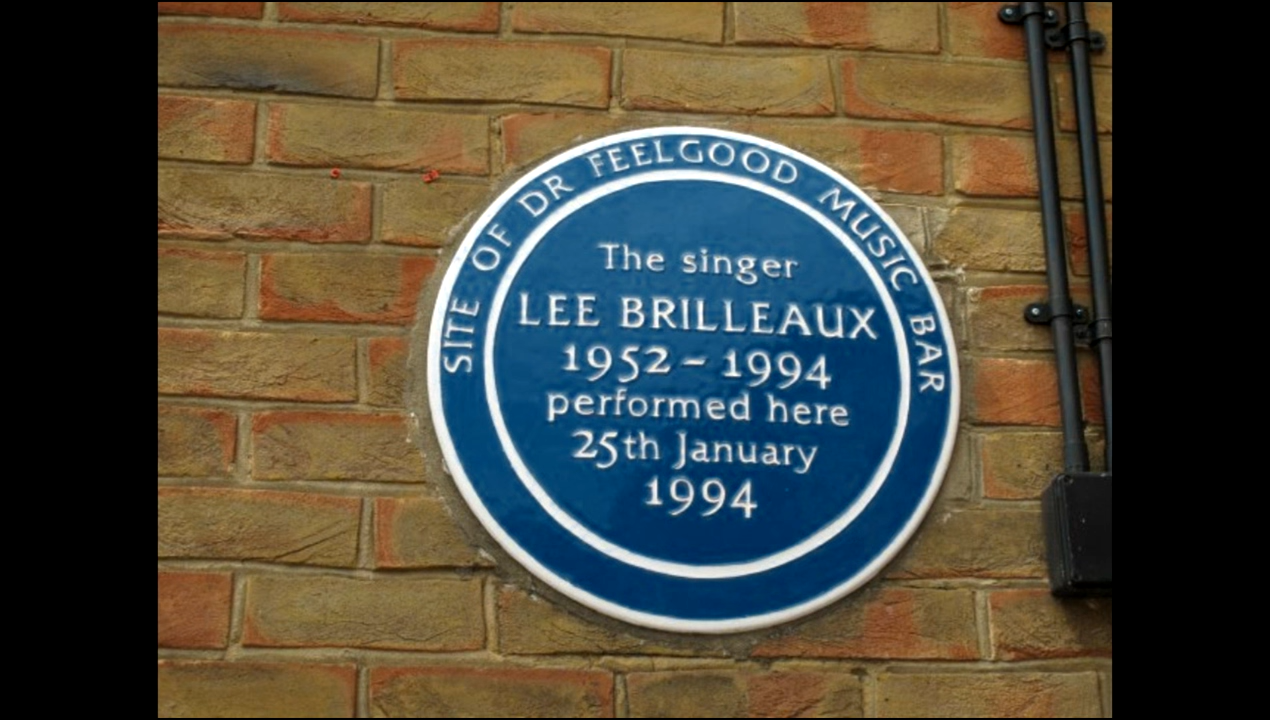 SITE OF DR FEELGOOD MUSIC BAR
The singer
LEE BRILLEAUX
1952 - 1994
performed here
25th January
1994